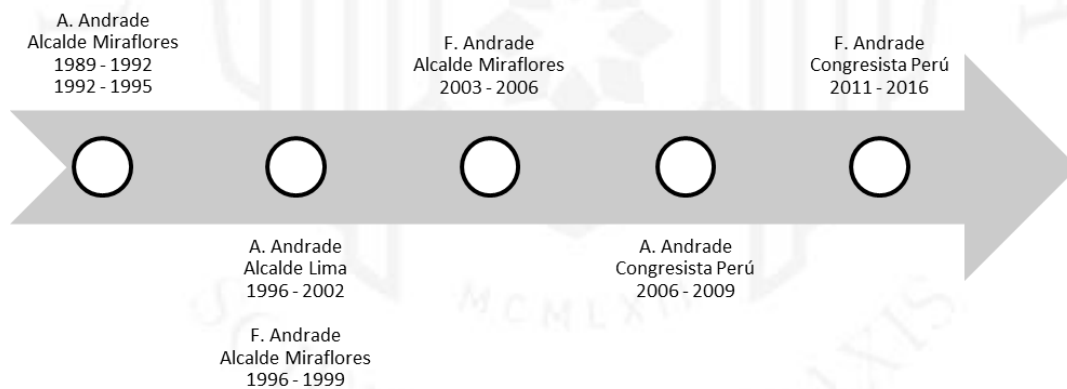 A. Andrade
Alcalde Miraflores
1989 - 1992
1992 - 1995
A. Andrade
Alcalde Lima
1996 - 2002
F. Andrade
Alcalde Miraflores
1996 - 1999
F. Andrade
Alcalde Miraflores
2003 - 2006
A. Andrade
Congresista Perú
2006 - 2009
F. Andrade
Congresista Perú
2011 - 2016